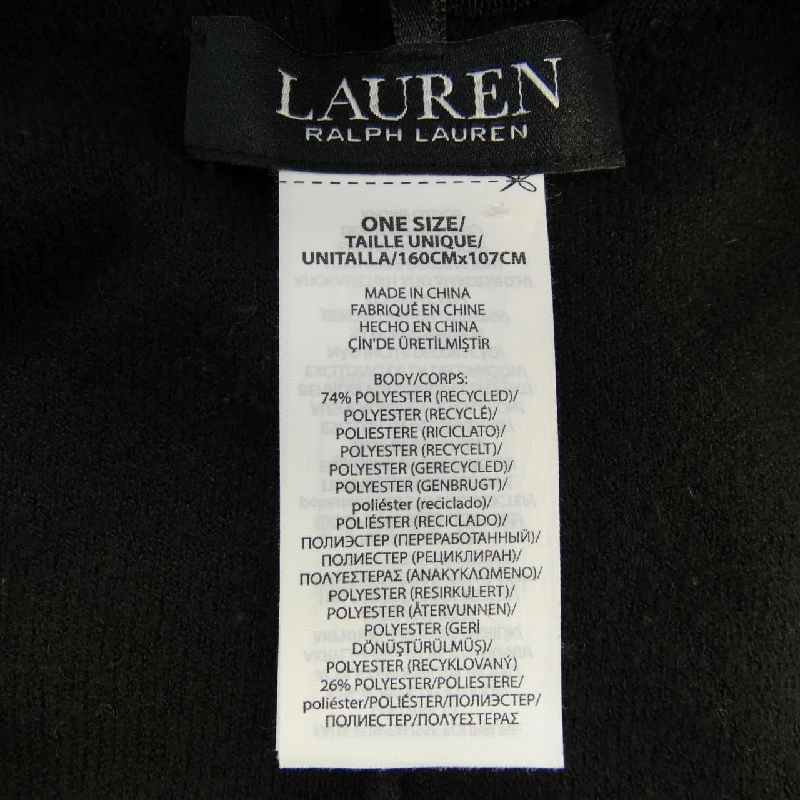 LAUREN
RALPH LAUREN
ONE SIZE/
TAILLE UNIQUE/
UNITALLA/160CMx107CM
MADE IN CHINA
FABRIQUÉ EN CHINE
HECHO EN CHINA
ÇİN'DE ÜRETİLMİŞTİR
BODY/CORPS:
74% POLYESTER (RECYCLED)/
POLYESTER (RECYCLÉ)/
POLIESTERE (RICICLATO)/
POLYESTER (RECYCELT)/
POLYESTER (GERECYCLED)/
POLYESTER (GENBRUGT)/
poliéster (reciclado)/
POLIÉSTER (RECICLADO)/
ПОЛИЭСТЕР (ПЕРЕРАБОТАННЫЙ)/
ПОЛИЕСТЕР (РЕЦИКЛИРАН)/
ΠΟΛΥΕΣΤΕΡΑΣ (ΑΝΑΚΥΚΛΩΜΕΝΟ)/
POLYESTER (RESIRKULERT)/
POLYESTER (ÅTERVUNNEN)/
POLYESTER (GERİ
DÖNÜŞTÜRÜLMÜŞ)/
POLYESTER (RECYKLOVANÝ)
26% POLYESTER/POLIESTERE/
poliéster/POLIÉSTER/ПОЛИЭСТЕР/
ПОЛИЕСТЕР/ΠΟΛΥΕΣΤΕΡΑΣ